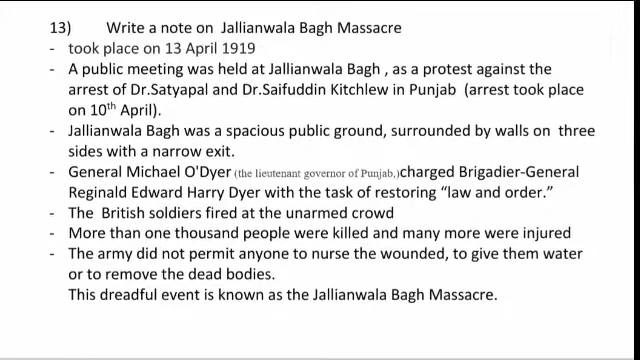 13) Write a note on Jallianwala Bagh Massacre
- took place on 13 April 1919
- A public meeting was held at Jallianwala Bagh , as a protest against the
arrest of Dr.Satyapal and Dr.Saifuddin Kitchlew in Punjab (arrest took place
on 10th April).
- Jallianwala Bagh was a spacious public ground, surrounded by walls on three
sides with a narrow exit.
- General Michael O'Dyer (the lieutenant governor of Punjab,)charged Brigadier-General
Reginald Edward Harry Dyer with the task of restoring “law and order.”
- The British soldiers fired at the unarmed crowd
- More than one thousand people were killed and many more were injured
- The army did not permit anyone to nurse the wounded, to give them water
or to remove the dead bodies.
This dreadful event is known as the Jallianwala Bagh Massacre.